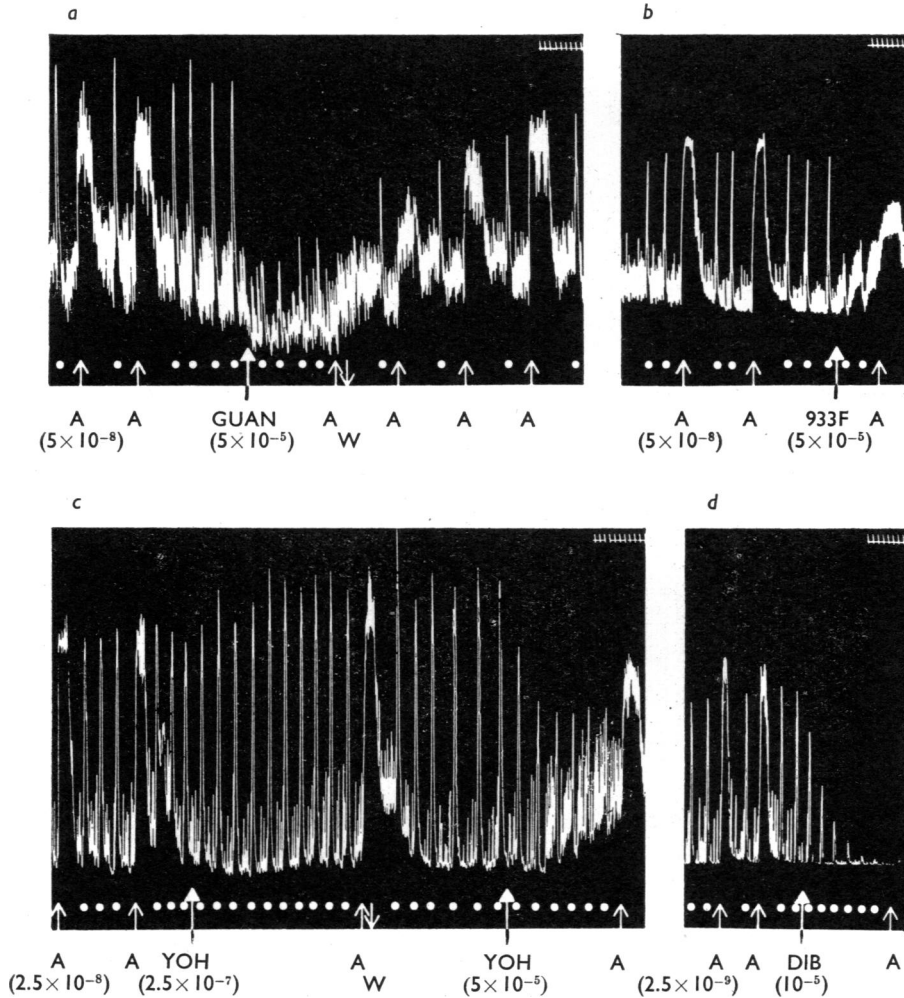 a
b
A A GUAN A A A A
(5×10⁻⁸) (5×10⁻⁵) W
A A 933F A
(5×10⁻⁸) (5×10⁻⁵)
c
d
A A YOH A YOH A
(2.5×10⁻⁸) (2.5×10⁻⁷) W (5×10⁻⁵)
A A DIB A
(2.5×10⁻⁹) (10⁻⁵)